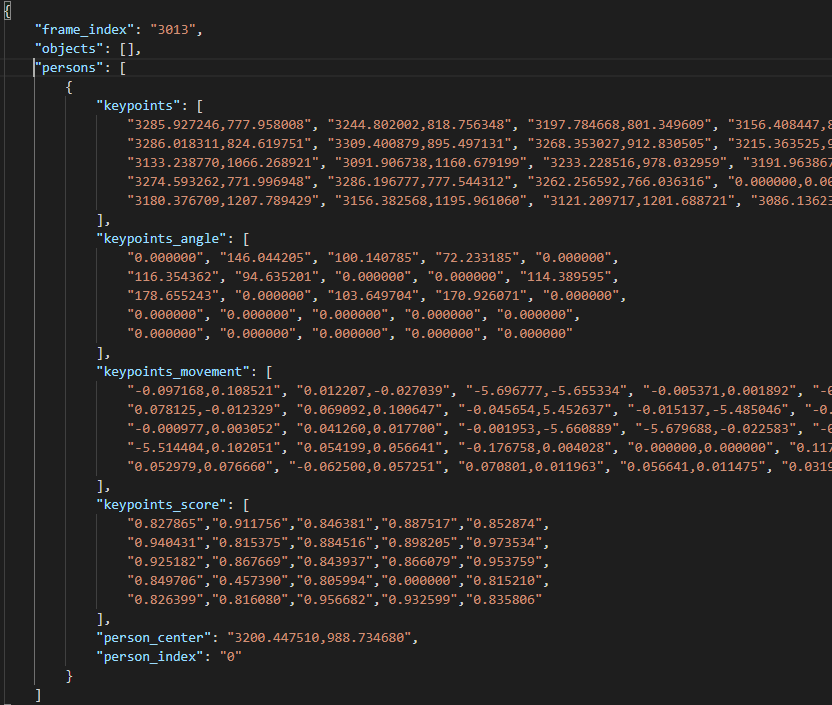 {
"frame_index": "3013",
"objects": [],
"persons": [
{
"keypoints": [
"3285.927246,777.958008", "3244.802002,818.756348", "3197.784668,801.349609", "3156.408447,8
"3286.018311,824.619751", "3309.400879,895.497131", "3268.353027,912.830505", "3215.363525,9
"3133.238770,1066.268921", "3091.906738,1160.679199", "3233.228516,978.032959", "3191.963867
"3274.593262,771.996948", "3286.196777,777.544312", "3262.256592,766.036316", "0.000000,0.00
"3180.376709,1207.789429", "3156.382568,1195.961060", "3121.209717,1201.688721", "3086.13623
],
"keypoints_angle": [
"0.000000", "146.044205", "100.140785", "72.233185", "0.000000",
"116.354362", "94.635201", "0.000000", "0.000000", "114.389595",
"178.655243", "0.000000", "103.649704", "170.926071", "0.000000",
"0.000000", "0.000000", "0.000000", "0.000000", "0.000000",
"0.000000", "0.000000", "0.000000", "0.000000", "0.000000"
],
"keypoints_movement": [
"-0.097168,0.108521", "0.012207,-0.027039", "-5.696777,-5.655334", "-0.005371,0.001892", "-0
"0.078125,-0.012329", "0.069092,0.100647", "-0.045654,5.452637", "-0.015137,-5.485046", "-0.
"-0.000977,0.003052", "0.041260,0.017700", "-0.001953,-5.660889", "-5.679688,-0.022583", "-0
"-5.514404,0.102051", "0.054199,0.056641", "-0.176758,0.004028", "0.000000,0.000000", "0.117
"0.052979,0.076660", "-0.062500,0.057251", "0.070801,0.011963", "0.056641,0.011475", "0.0319
],
"keypoints_score": [
"0.827865","0.911756","0.846381","0.887517","0.852874",
"0.940431","0.815375","0.884516","0.898205","0.973534",
"0.925182","0.867669","0.843937","0.866079","0.953759",
"0.849706","0.457390","0.805994","0.000000","0.815210",
"0.826399","0.816080","0.956682","0.932599","0.835806"
],
"person_center": "3200.447510,988.734680",
"person_index": "0"
}
]